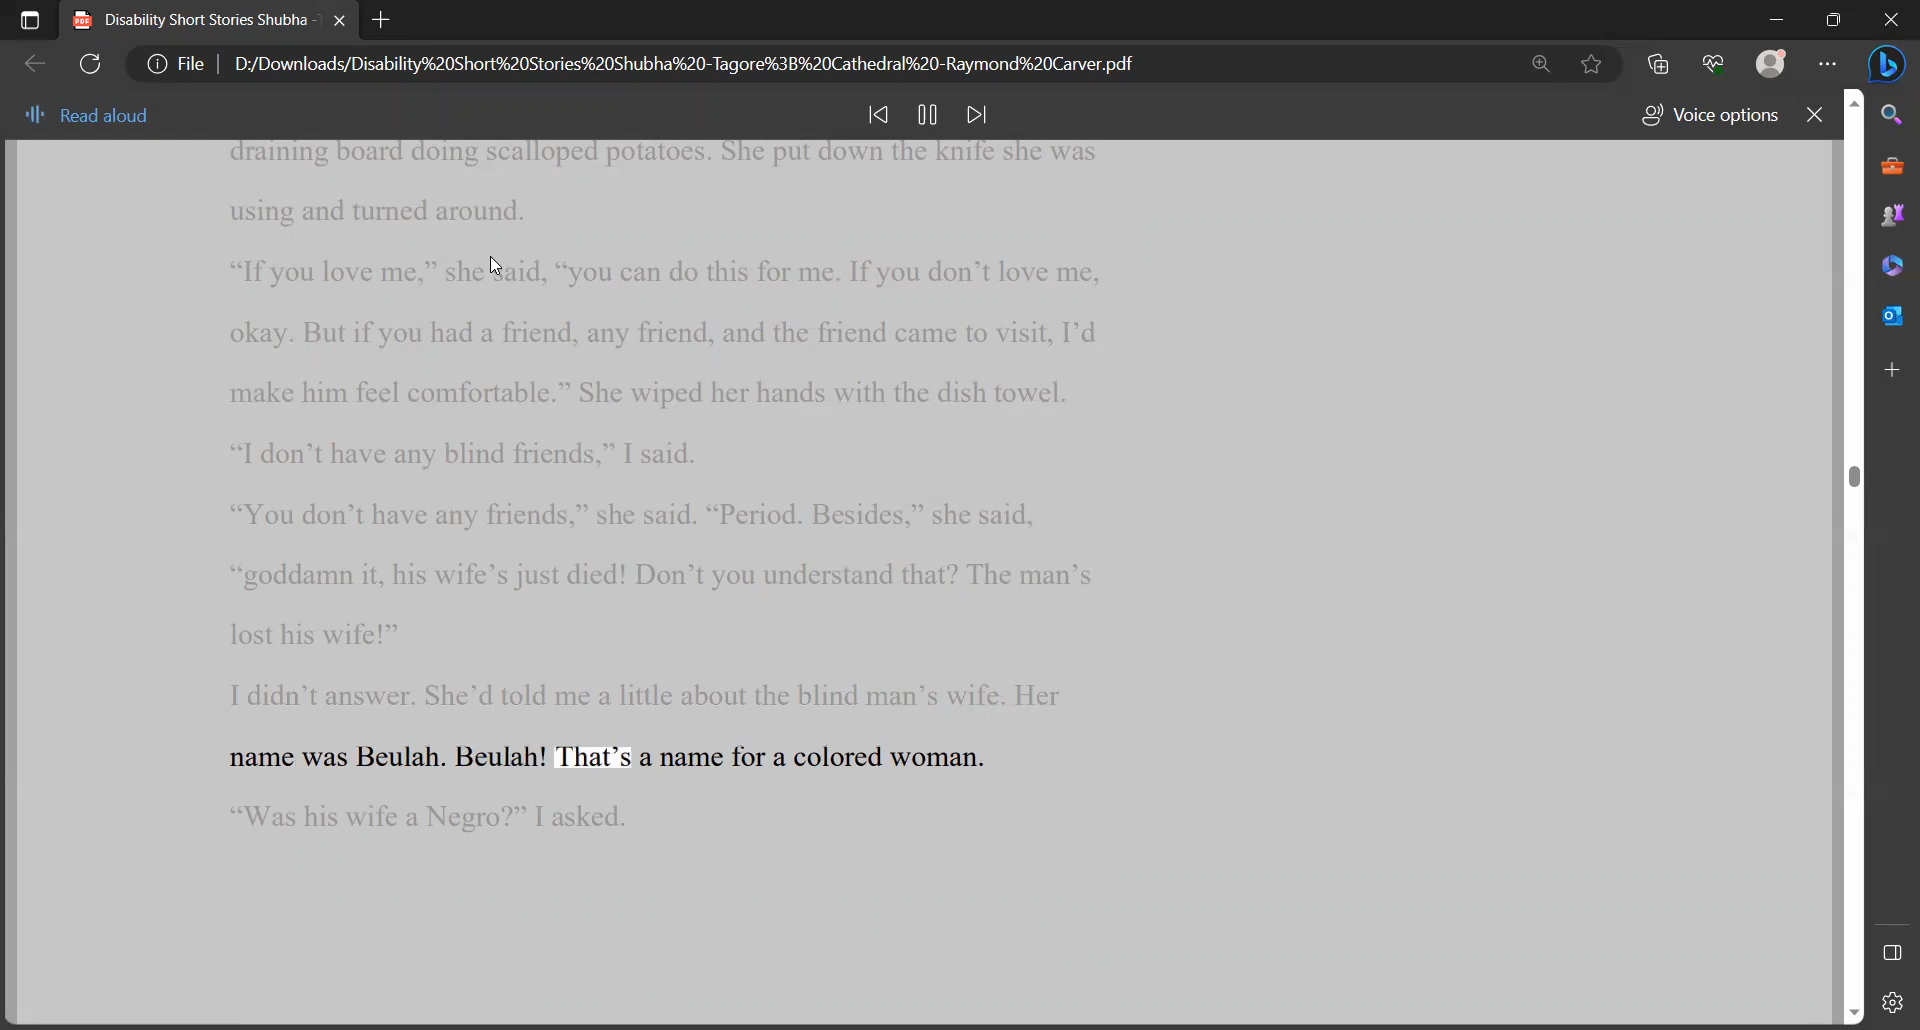 Disability Short Stories Shubha -
File
D:/Downloads/Disability%20Short%20Stories%20Shubha%20-Tagore%3B%20Cathedral%20-Raymond%20Carver.pdf
Read aloud
Voice options
draining board doing scalloped potatoes. She put down the knife she was
using and turned around.
“If you love me,” she said, “you can do this for me. If you don’t love me,
okay. But if you had a friend, any friend, and the friend came to visit, I’d
make him feel comfortable.” She wiped her hands with the dish towel.
“I don’t have any blind friends,” I said.
“You don’t have any friends,” she said. “Period. Besides,” she said,
“goddamn it, his wife’s just died! Don’t you understand that? The man’s
lost his wife!”
I didn’t answer. She’d told me a little about the blind man’s wife. Her
name was Beulah. Beulah! That’s a name for a colored woman.
“Was his wife a Negro?” I asked.